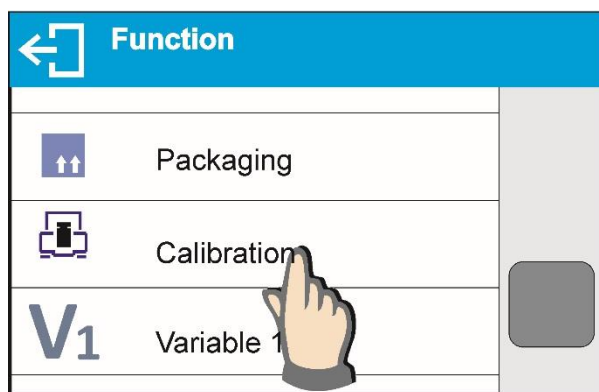 Function
Packaging
Calibration
V1
Variable 1